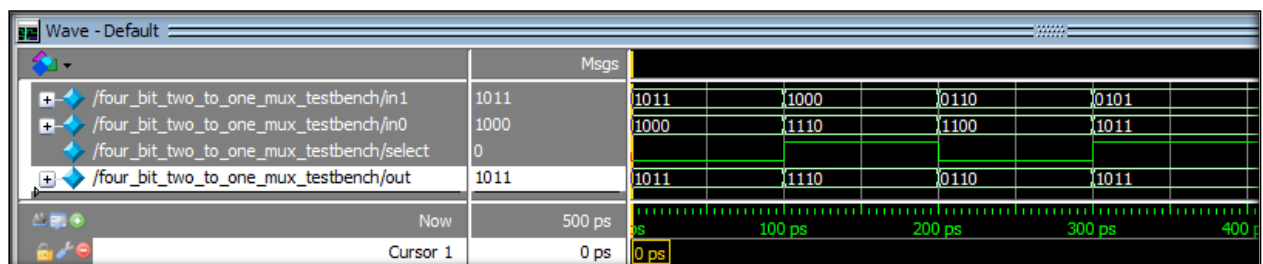 Wave - Default
Msgs
/four_bit_two_to_one_mux_testbench/in1 1011 1011 1000 0110 0101
/four_bit_two_to_one_mux_testbench/in0 1000 1000 1110 1100 1011
/four_bit_two_to_one_mux_testbench/select 0
/four_bit_two_to_one_mux_testbench/out 1011 1011 1110 0110 1011
Now 500 ps ps 100 ps 200 ps 300 ps 400 p
Cursor 1 0 ps 0 ps